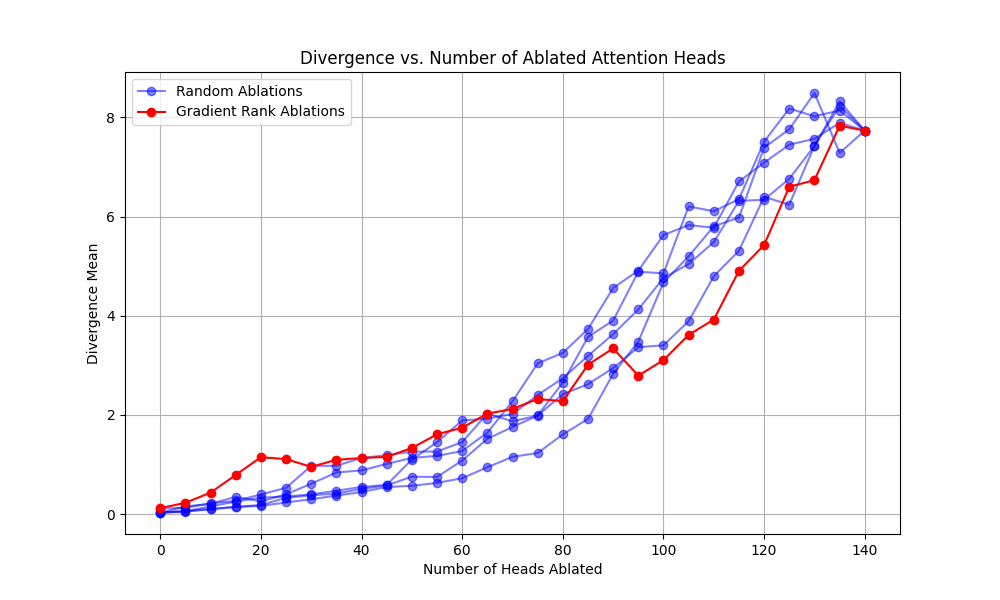 Divergence vs. Number of Ablated Attention Heads
Random Ablations
Gradient Rank Ablations
Divergence Mean
8
6
4
2
0
0 20 40 60 80 100 120 140
Number of Heads Ablated